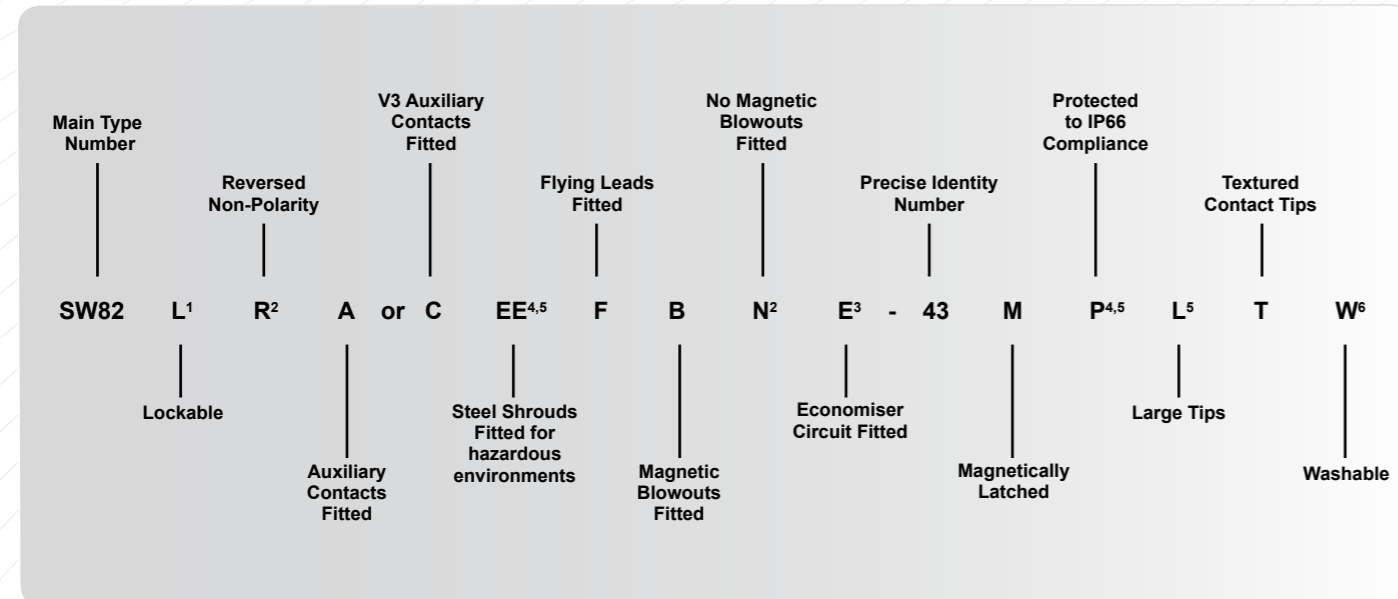 Main Type
Number
Reversed
Non-Polarity
V3 Auxiliary
Contacts
Fitted
Flying Leads
Fitted
No Magnetic
Blowouts
Fitted
Precise Identity
Number
Protected
to IP66
Compliance
Textured
Contact Tips
SW82 L¹ R² A or C EE⁴,⁵ F B N² E³ - 43 M P⁴,⁵ L⁵ T W⁶
Lockable
Auxiliary
Contacts
Fitted
Steel Shrouds
Fitted for
hazardous
environments
Magnetic
Blowouts
Fitted
Economiser
Circuit Fitted
Magnetically
Latched
Large Tips
Washable